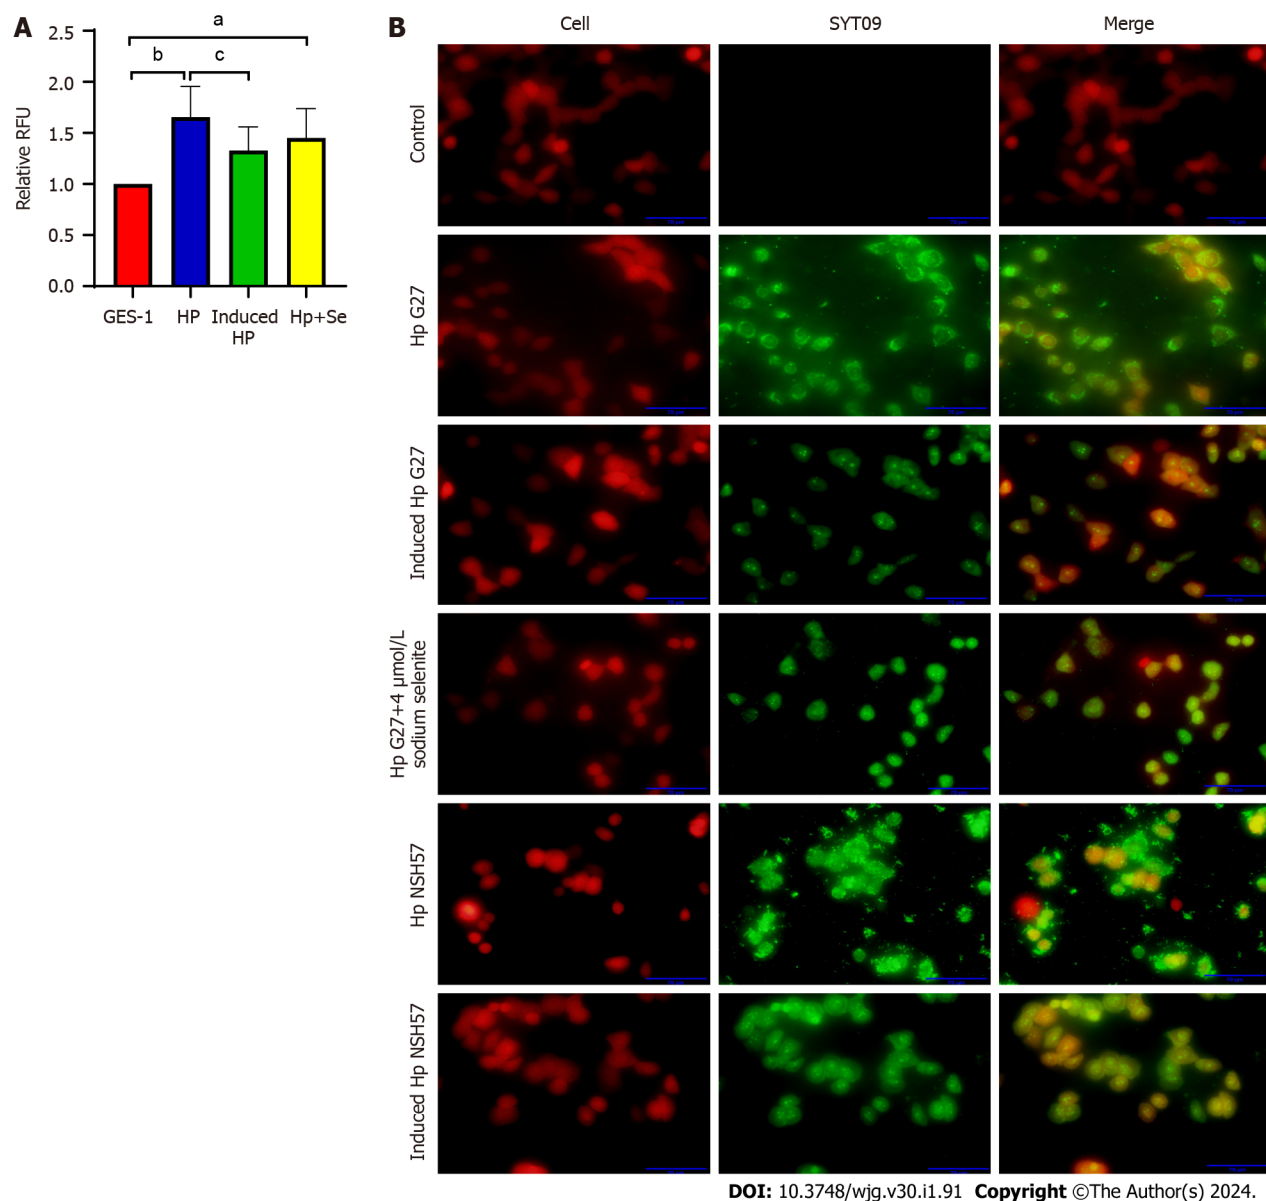 A
a
b
c
2.5
2.0
1.5
1.0
0.5
0.0
Relative RFU
GES-1 HP Induced HP Hp+Se
B
Cell SYT09 Merge
Control
Hp G27
Induced Hp G27
Hp G27+4 μmol/L
sodium selenite
Hp NSH57
Induced Hp NSH57
DOI: 10.3748/wjg.v30.i1.91 Copyright ©The Author(s) 2024.